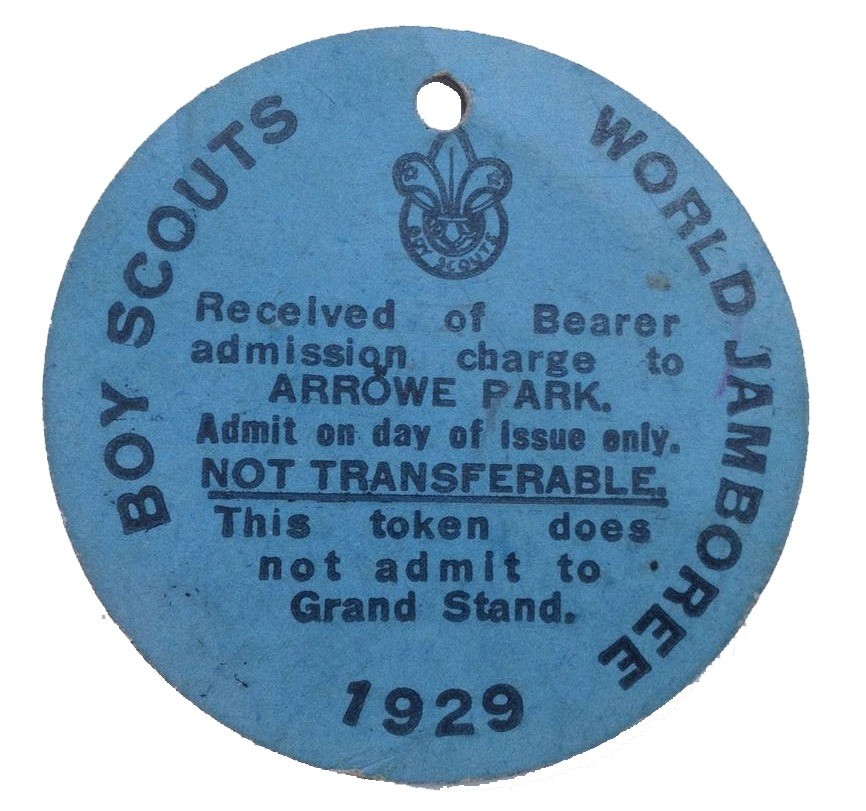 BOY SCOUTS
WORLD JAMBOREE
BOY SCOUTS
Received of Bearer
admission charge to
ARROWE PARK.
Admit on day of issue only.
NOT TRANSFERABLE.
This token does
not admit to
Grand Stand.
1929